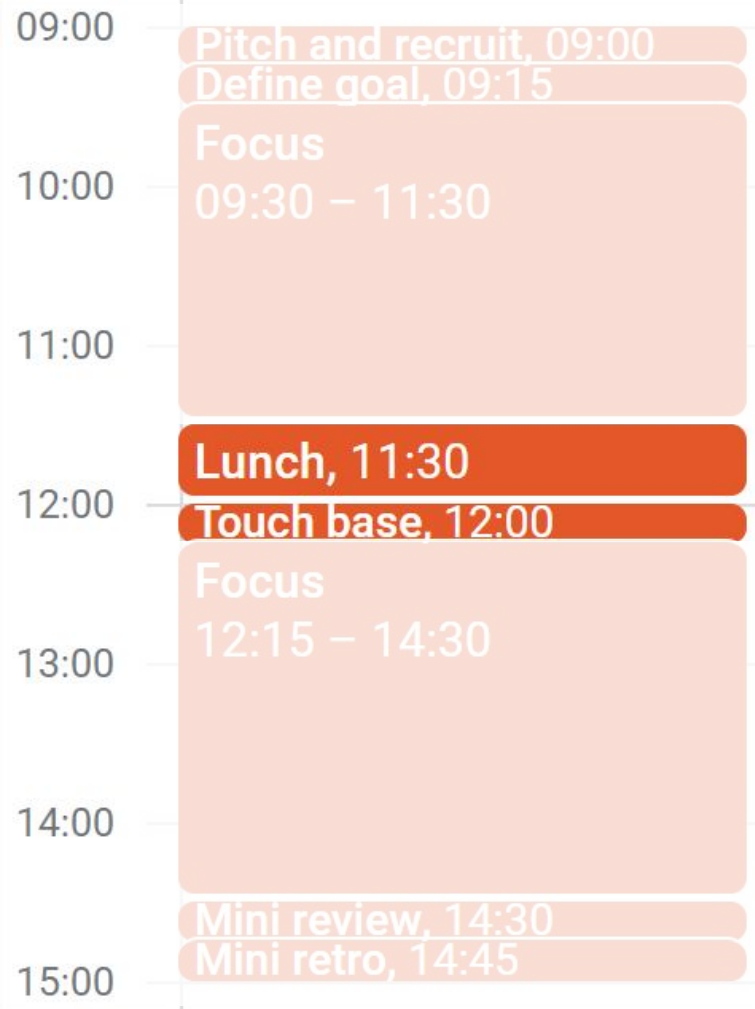 09:00
Pitch and recruit, 09:00
Define goal, 09:15
Focus
10:00
09:30 – 11:30
11:00
Lunch, 11:30
12:00
Touch base, 12:00
Focus
12:15 – 14:30
13:00
14:00
Mini review, 14:30
Mini retro, 14:45
15:00